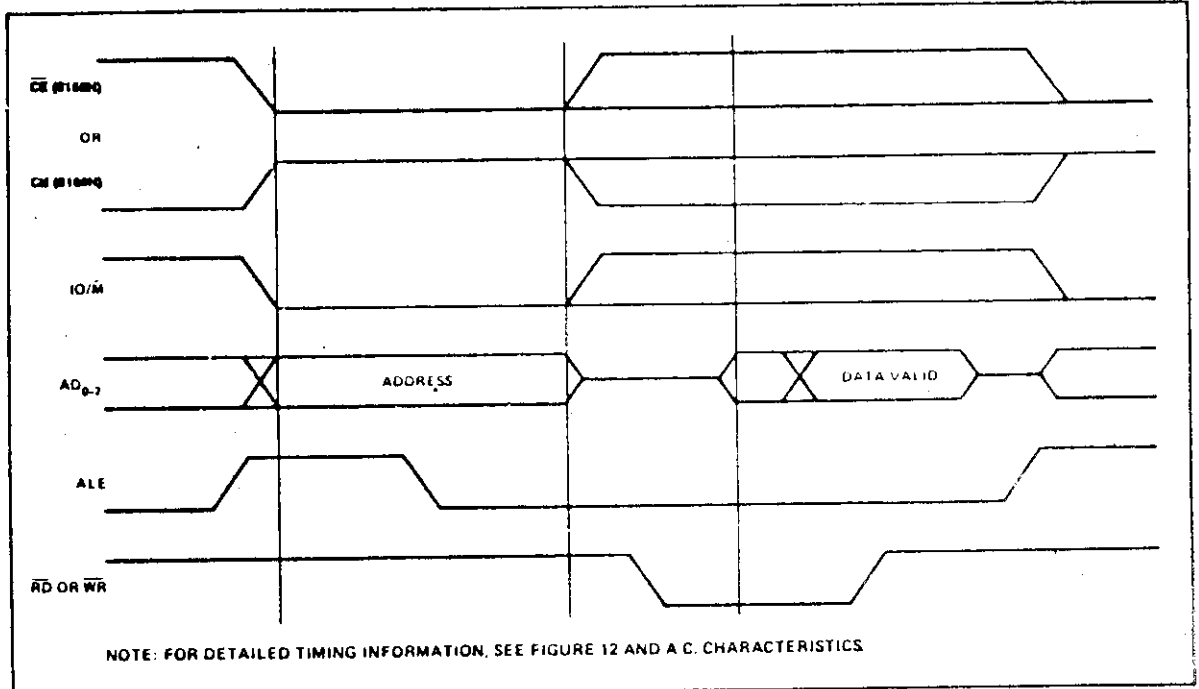 C̅E̅
OR
CE
IO/M̅
AD₀₋₇
ADDRESS
DATA VALID
ALE
R̅D̅ OR W̅R̅
NOTE: FOR DETAILED TIMING INFORMATION, SEE FIGURE 12 AND A.C. CHARACTERISTICS.